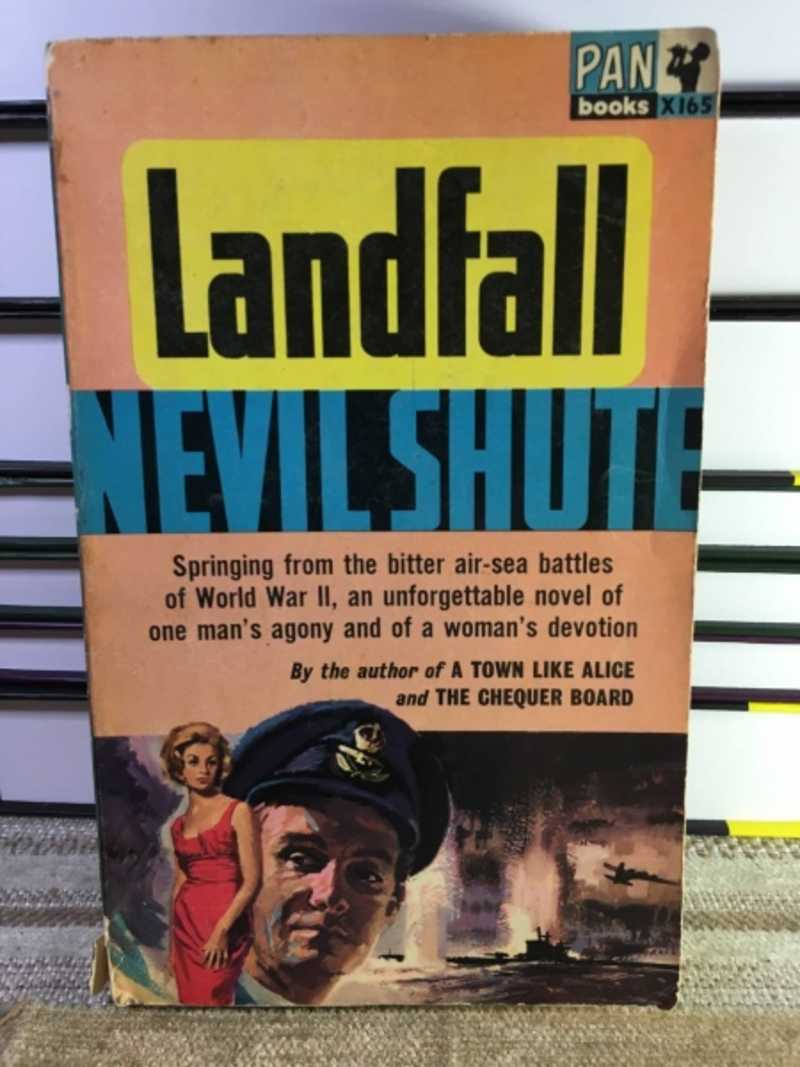 PAN
books X165
Landfall
NEVIL SHUTE
Springing from the bitter air-sea battles
of World War II, an unforgettable novel of
one man's agony and of a woman's devotion
By the author of A TOWN LIKE ALICE
and THE CHEQUER BOARD